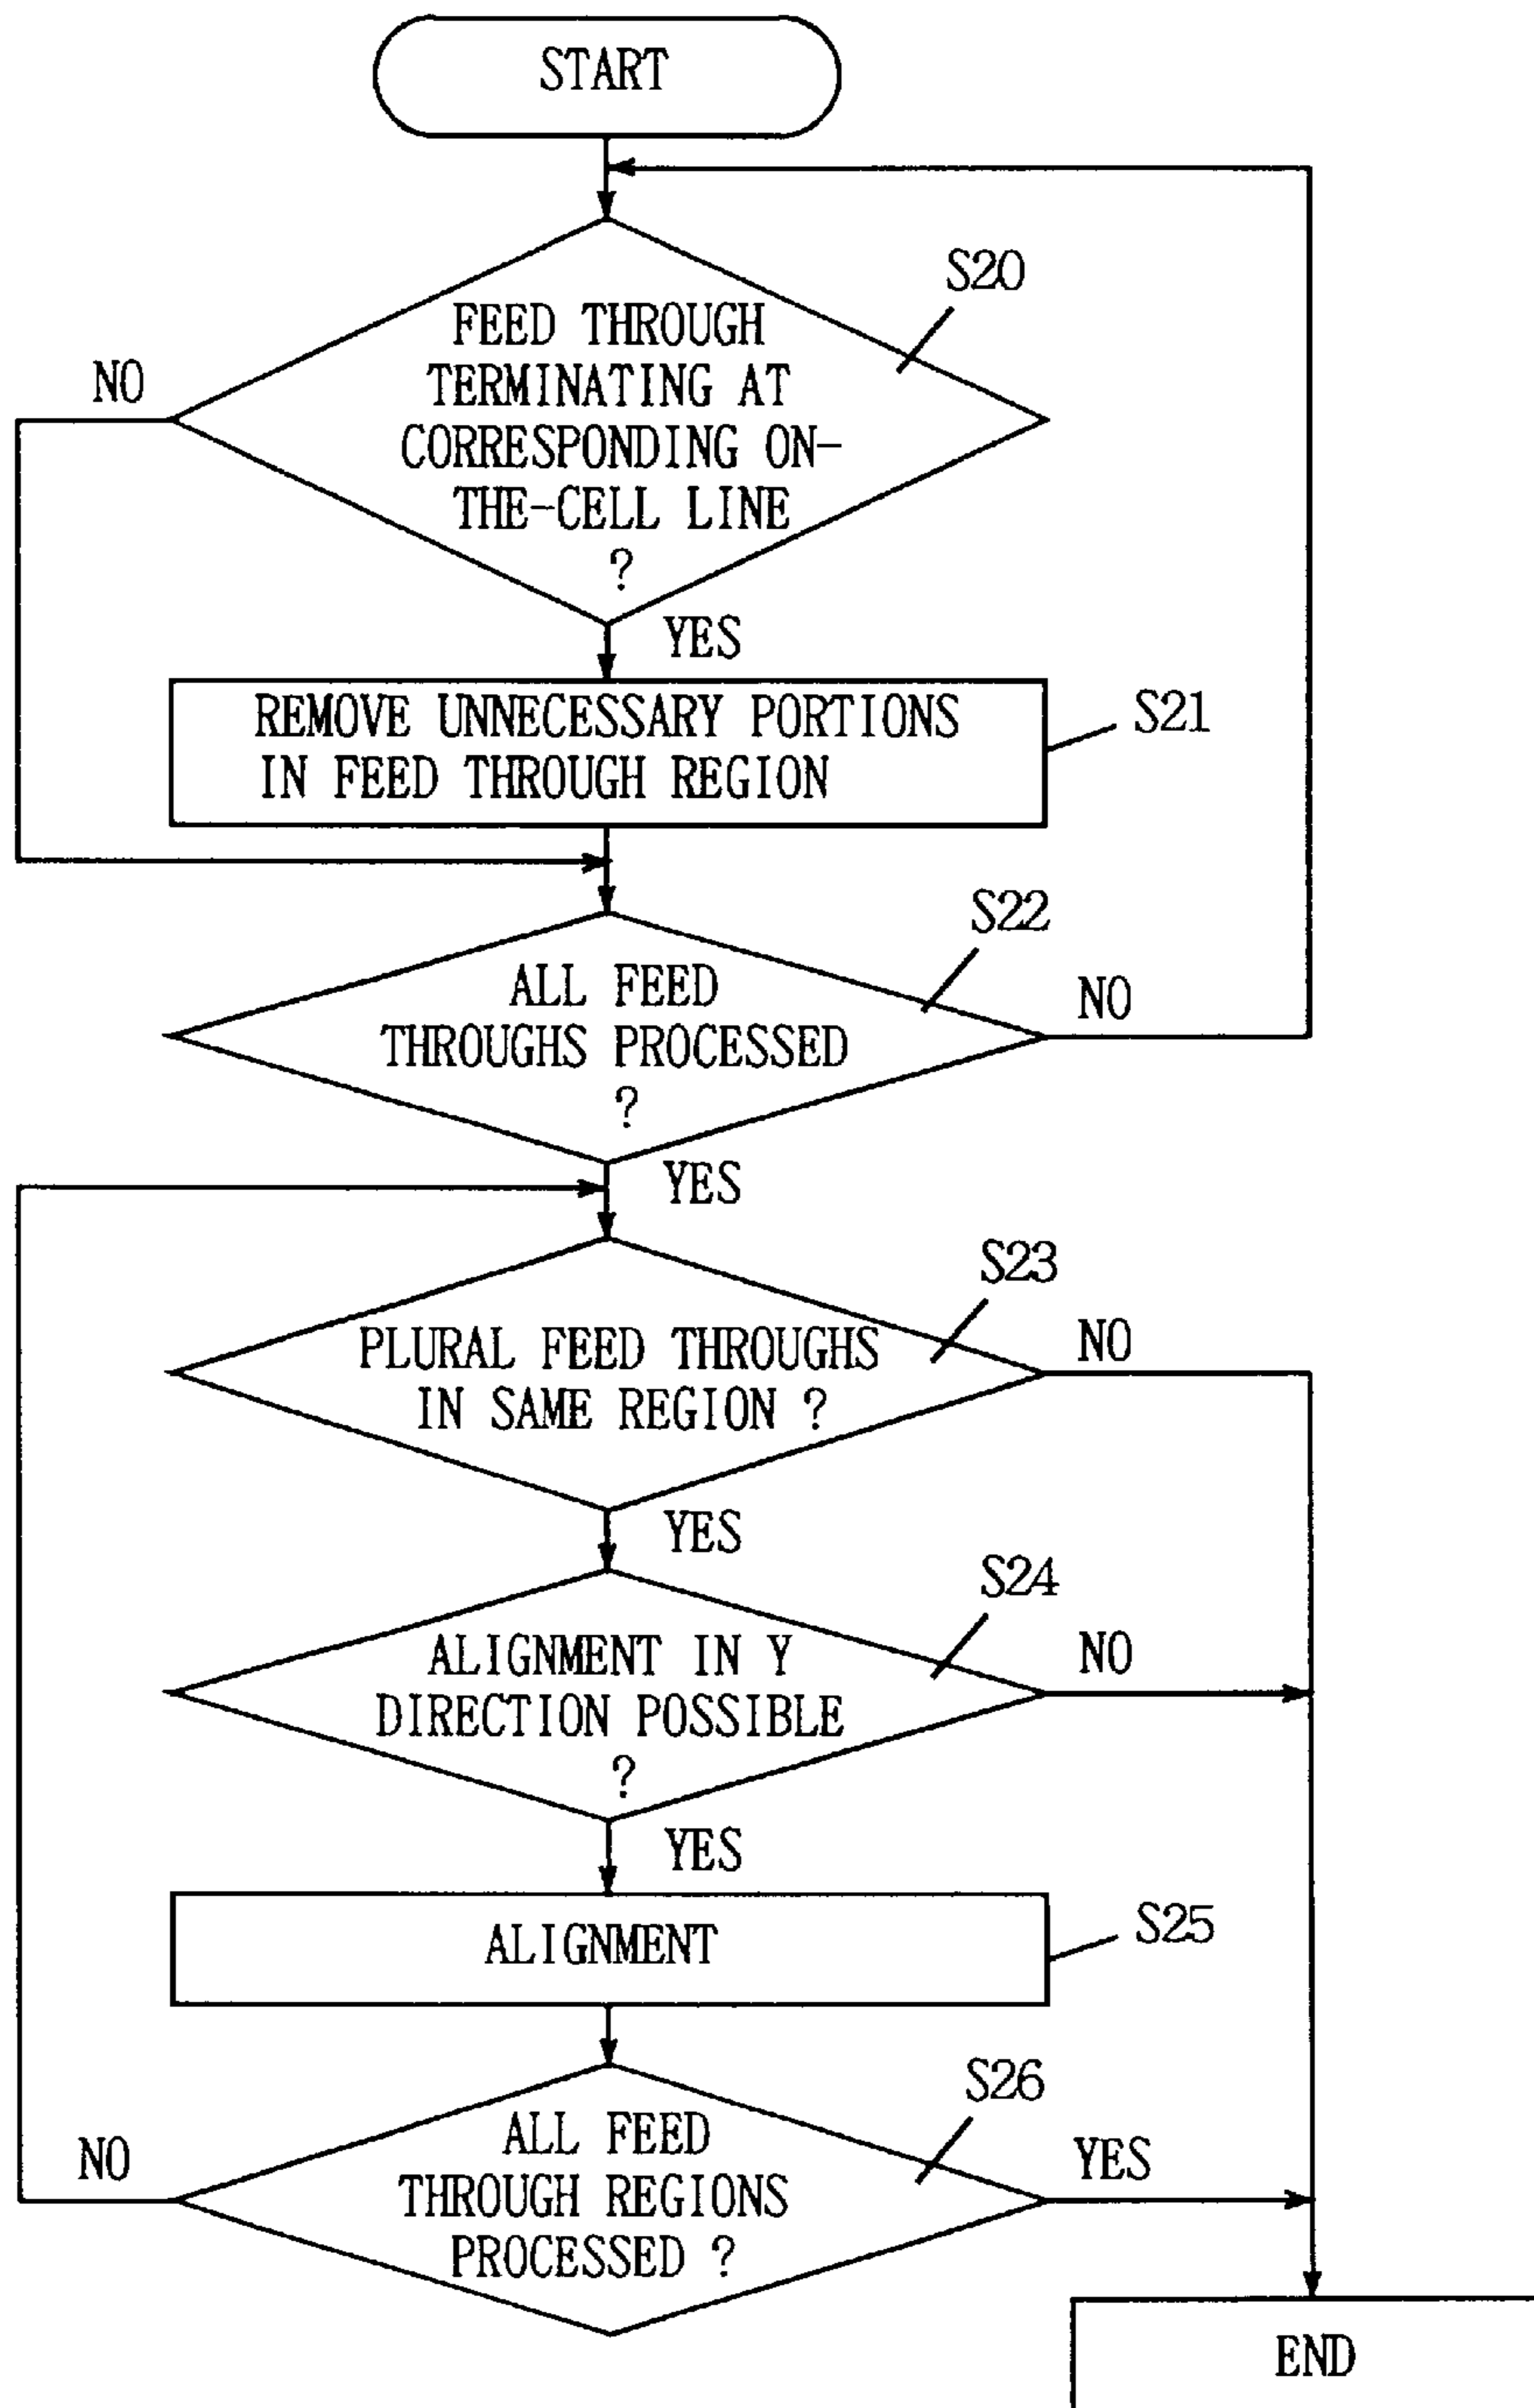 START
S20
FEED THROUGH
TERMINATING AT
CORRESPONDING ON-
THE-CELL LINE
?
NO
YES
REMOVE UNNECESSARY PORTIONS
IN FEED THROUGH REGION
S21
S22
ALL FEED
THROUGHS PROCESSED
?
NO
YES
S23
PLURAL FEED THROUGHS
IN SAME REGION ?
NO
YES
S24
ALIGNMENT IN Y
DIRECTION POSSIBLE
?
NO
YES
ALIGNMENT
S25
S26
ALL FEED
THROUGH REGIONS
PROCESSED ?
NO
YES
END